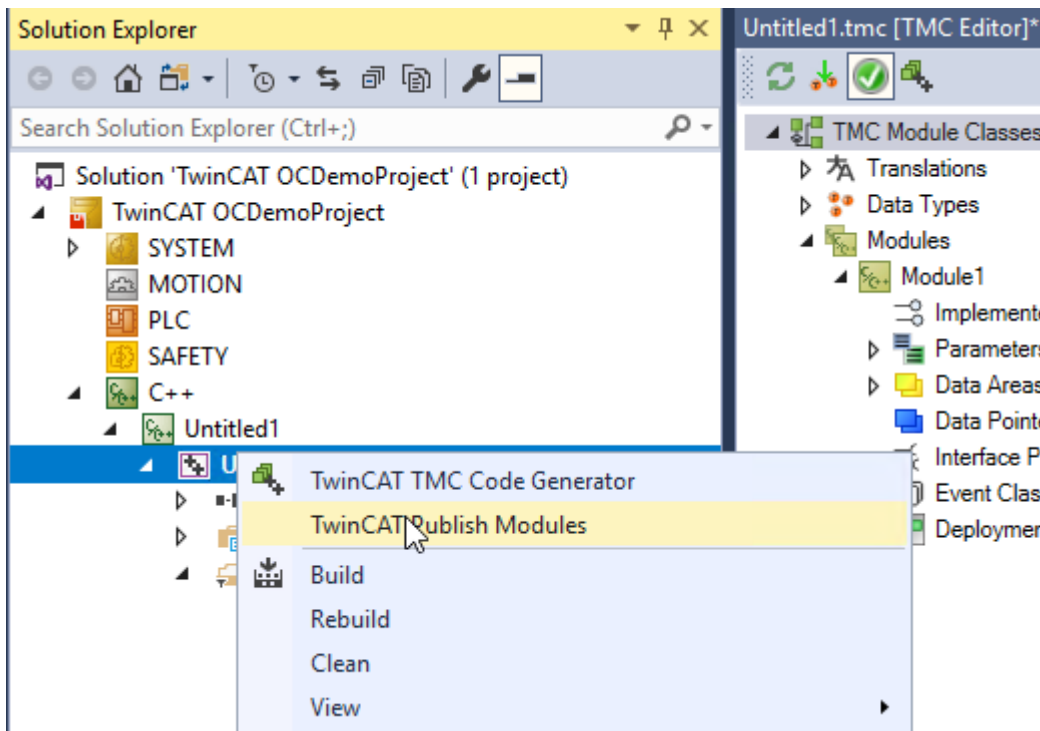 Solution Explorer
Search Solution Explorer (Ctrl+;)
Solution 'TwinCAT OCDemoProject' (1 project)
TwinCAT OCDemoProject
SYSTEM
MOTION
PLC
SAFETY
C++
Untitled1
U
TwinCAT TMC Code Generator
TwinCAT Publish Modules
Build
Rebuild
Clean
View
Untitled1.tmc [TMC Editor]*
TMC Module Classes
Translations
Data Types
Modules
Module1
Implemente
Parameters
Data Areas
Data Pointe
Interface P
Event Clas
Deploymen